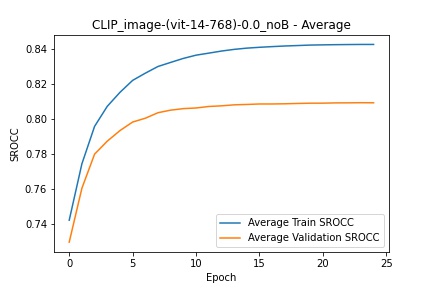 CLIP_image-(vit-14-768)-0.0_noB - Average
SROCC
0.84
0.82
0.80
0.78
0.76
0.74
Average Train SROCC
Average Validation SROCC
0 5 10 15 20 25
Epoch